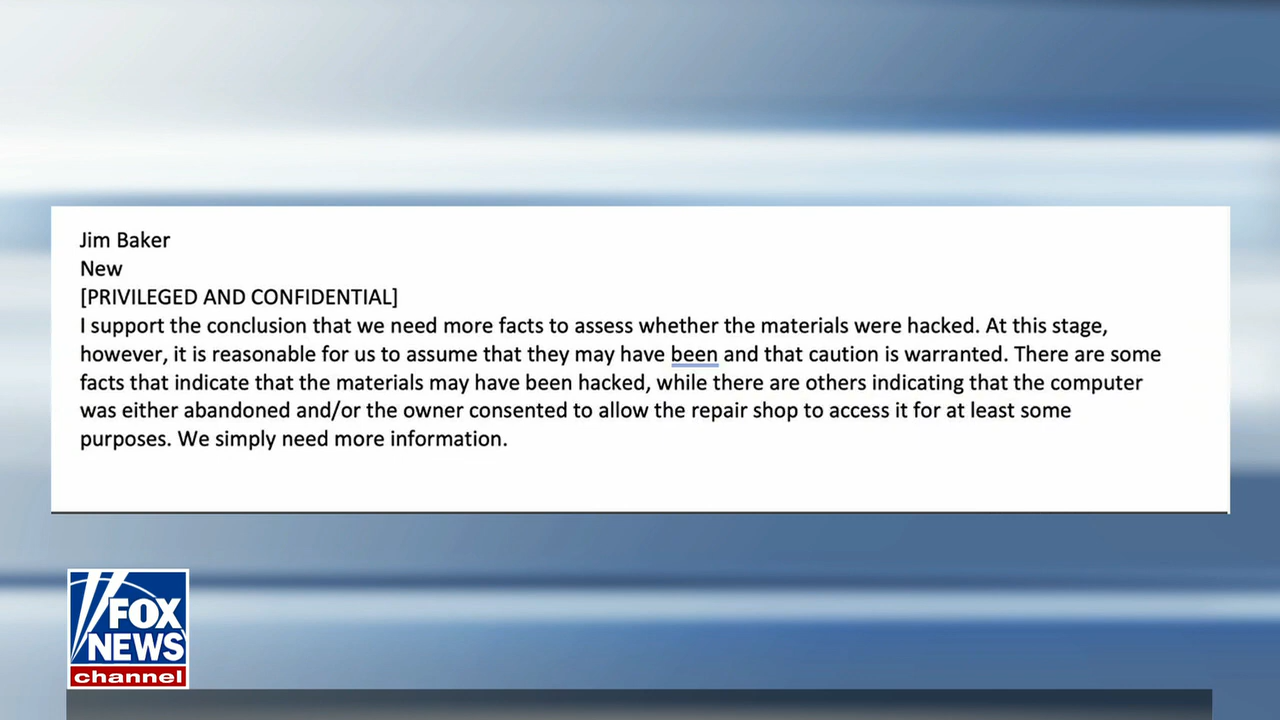 Jim Baker
New
[PRIVILEGED AND CONFIDENTIAL]
I support the conclusion that we need more facts to assess whether the materials were hacked. At this stage,
however, it is reasonable for us to assume that they may have been and that caution is warranted. There are some
facts that indicate that the materials may have been hacked, while there are others indicating that the computer
was either abandoned and/or the owner consented to allow the repair shop to access it for at least some
purposes. We simply need more information.
FOX
NEWS
channel